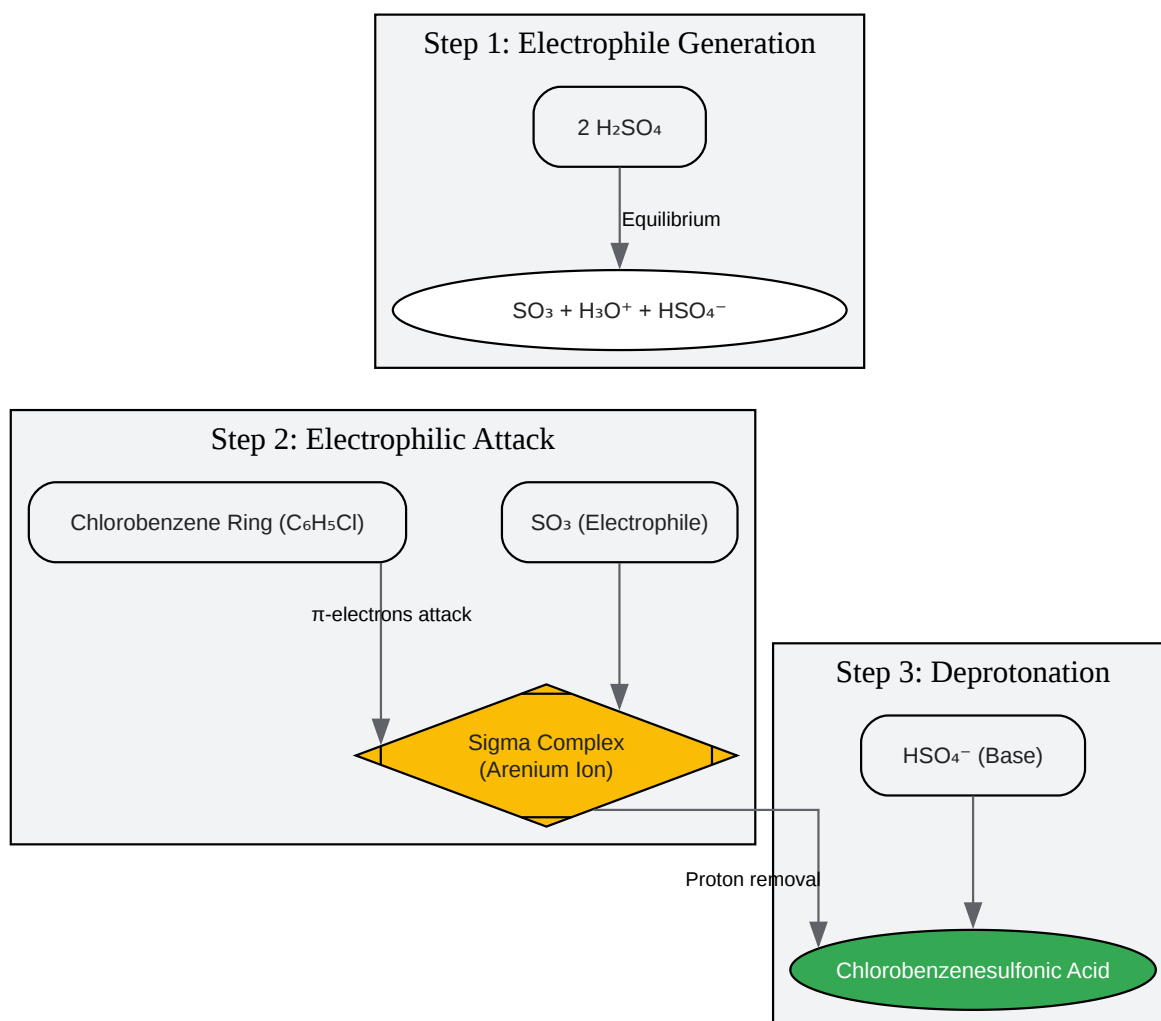 Step 1: Electrophile Generation
2 H₂SO₄
Equilibrium
SO₃ + H₃O⁺ + HSO₄⁻
Step 2: Electrophilic Attack
Chlorobenzene Ring (C₆H₅Cl)
SO₃ (Electrophile)
π-electrons attack
Sigma Complex
(Arenium Ion)
Step 3: Deprotonation
HSO₄⁻ (Base)
Proton removal
Chlorobenzenesulfonic Acid